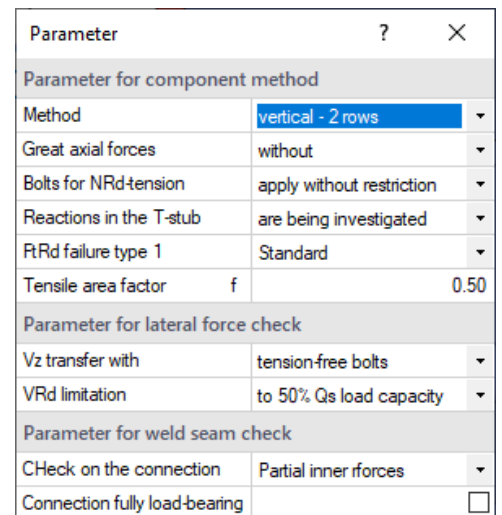 Parameter ? ×
Parameter for component method
Method vertical - 2 rows
Great axial forces without
Bolts for NRd-tension apply without restriction
Reactions in the T-stub are being investigated
FtRd failure type 1 Standard
Tensile area factor f 0.50
Parameter for lateral force check
Vz transfer with tension-free bolts
VRd limitation to 50% Qs load capacity
Parameter for weld seam check
CHeck on the connection Partial inner rforces
Connection fully load-bearing